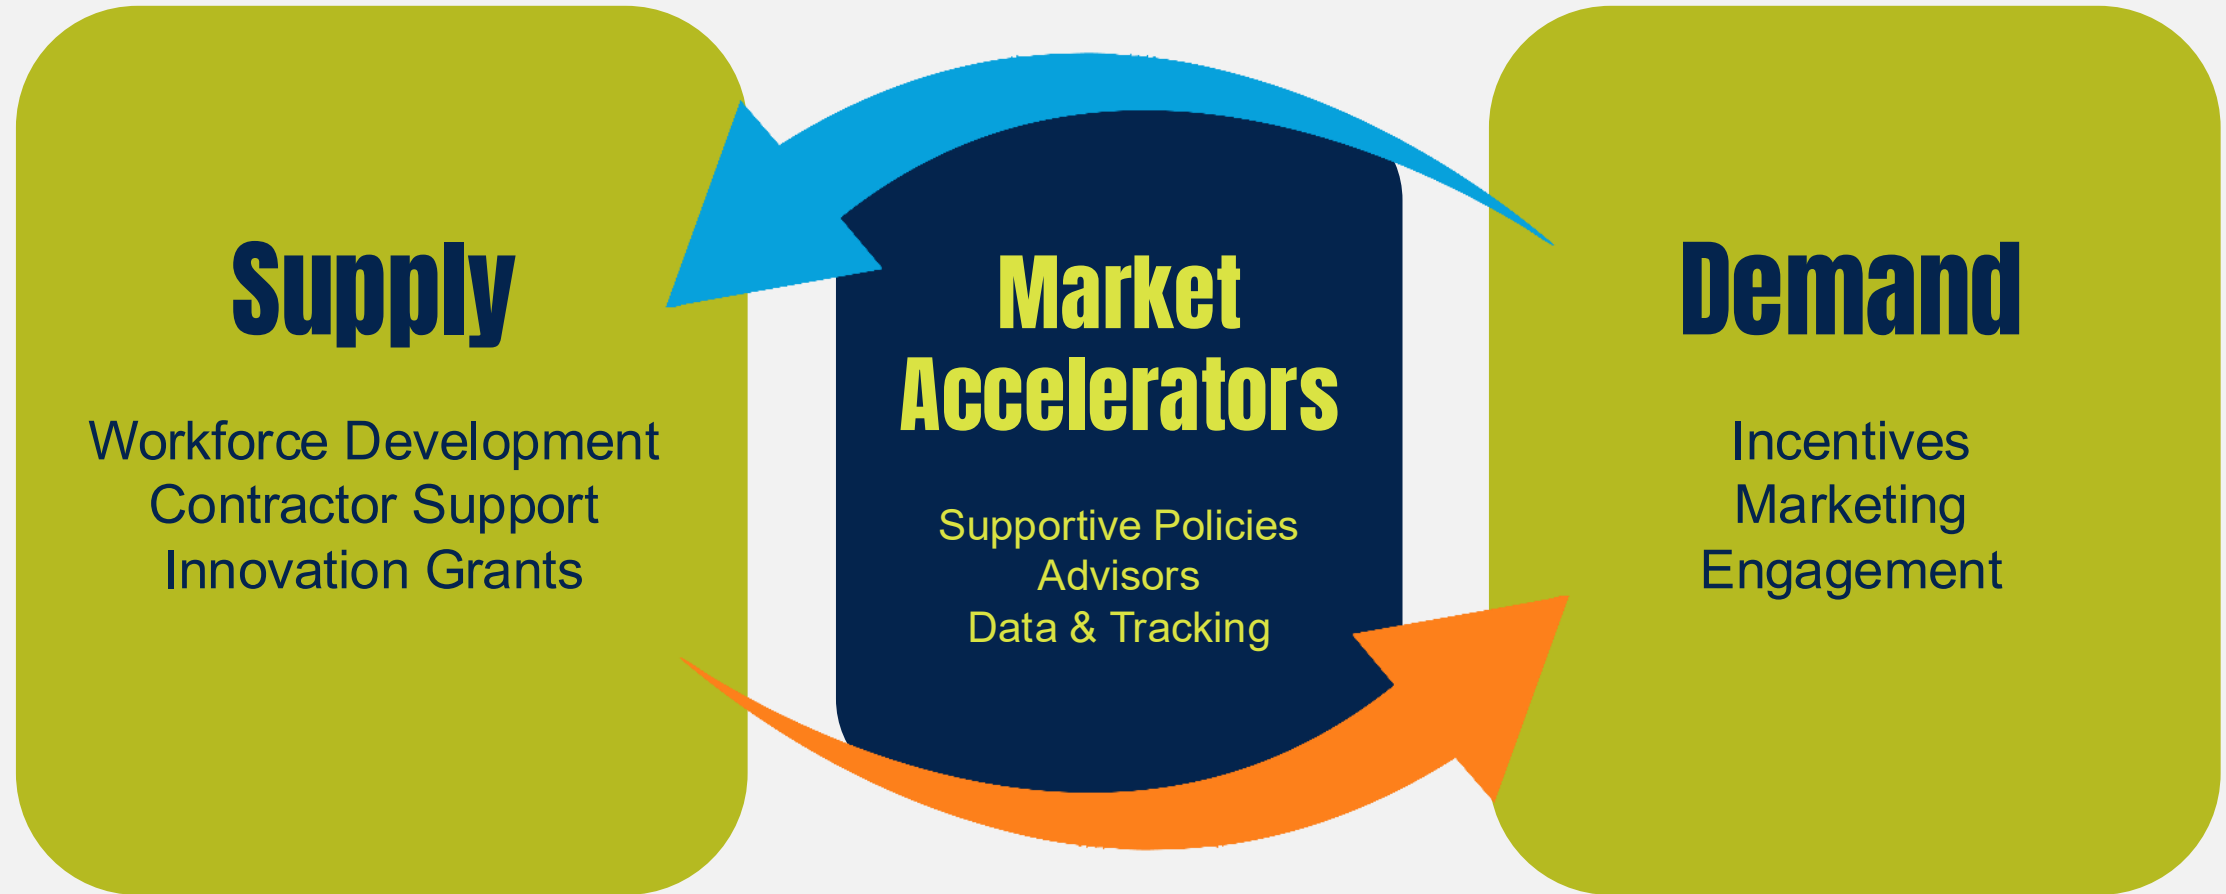 Supply
Workforce Development
Contractor Support
Innovation Grants
Market
Accelerators
Supportive Policies
Advisors
Data & Tracking
Demand
Incentives
Marketing
Engagement